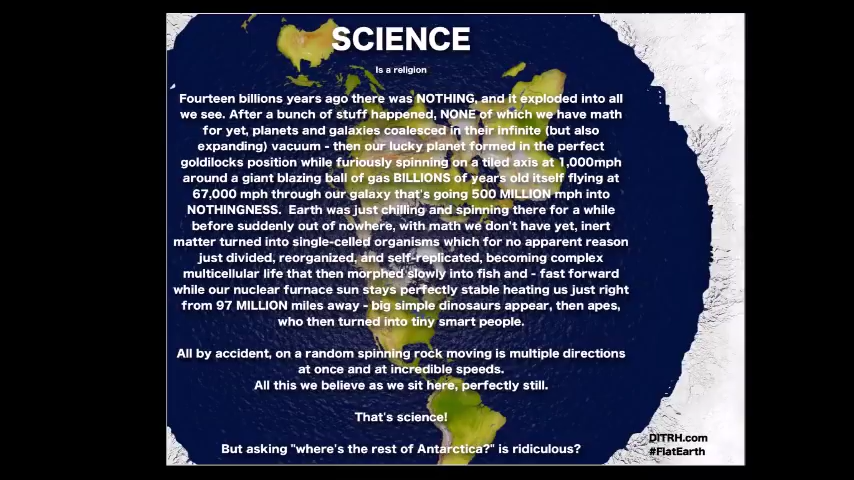 SCIENCE
Is a religion
Fourteen billions years ago there was NOTHING, and it exploded into all
we see. After a bunch of stuff happened, NONE of which we have math
for yet, planets and galaxies coalesced in their infinite (but also
expanding) vacuum - then our lucky planet formed in the perfect
goldilocks position while furiously spinning on a tiled axis at 1,000mph
around a giant blazing ball of gas BILLIONS of years old itself flying at
67,000 mph through our galaxy that's going 500 MILLION mph into
NOTHINGNESS. Earth was just chilling and spinning there for a while
before suddenly out of nowhere, with math we don't have yet, inert
matter turned into single-celled organisms which for no apparent reason
just divided, reorganized, and self-replicated, becoming complex
multicellular life that then morphed slowly into fish and - fast forward
while our nuclear furnace sun stays perfectly stable heating us just right
from 97 MILLION miles away - big simple dinosaurs appear, then apes,
who then turned into tiny smart people.
All by accident, on a random spinning rock moving is multiple directions
at once and at incredible speeds.
All this we believe as we sit here, perfectly still.
That's science!
But asking "where's the rest of Antarctica?" is ridiculous?
DITRH.com
#FlatEarth